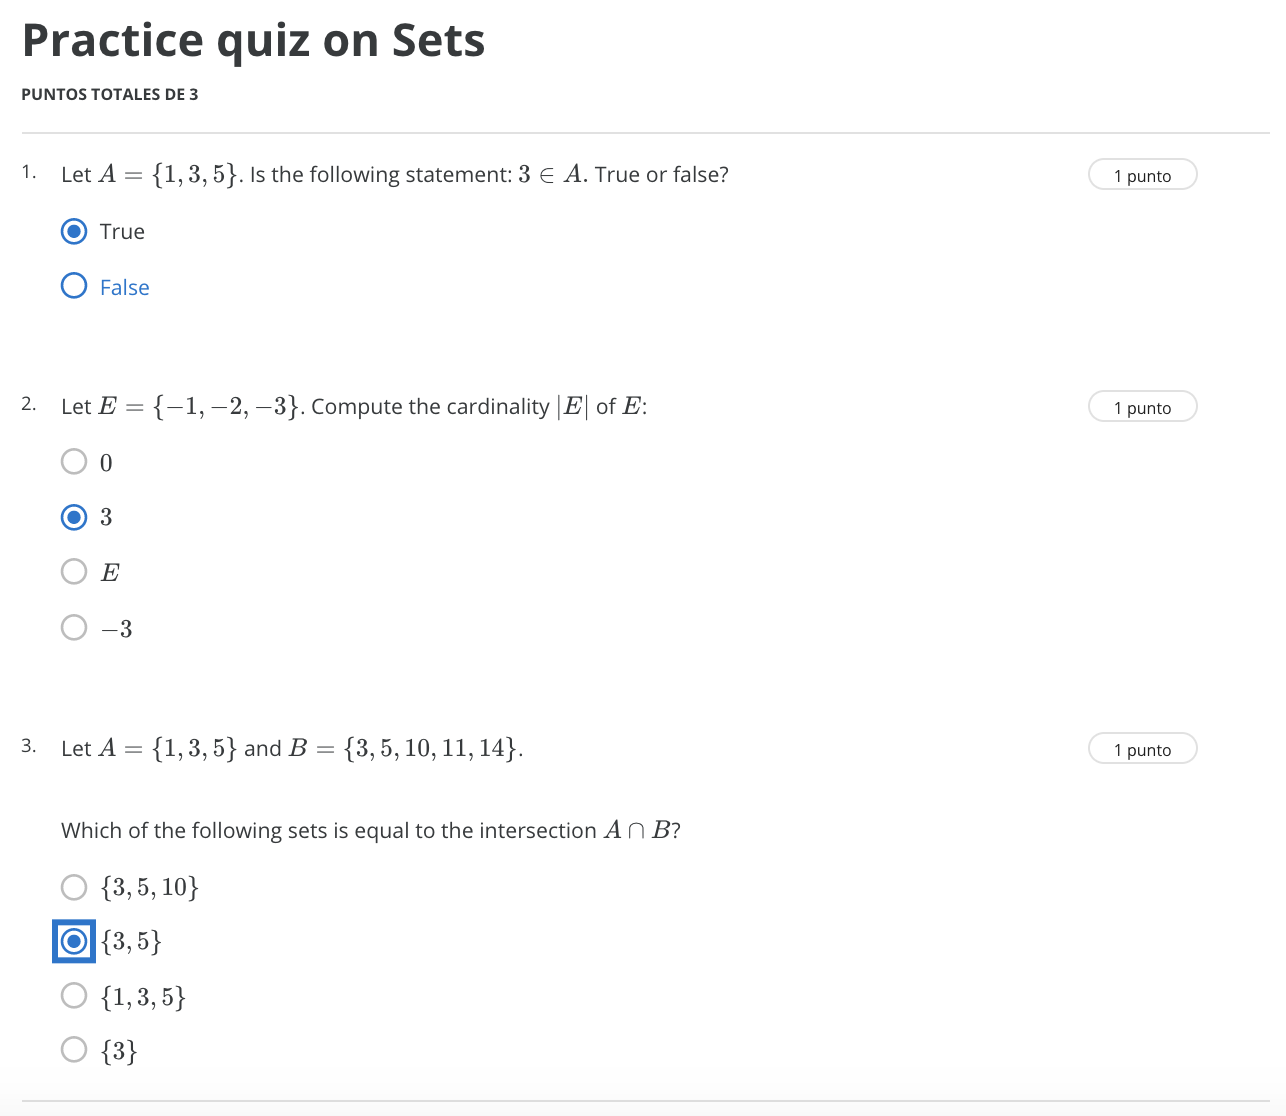 Practice quiz on Sets
PUNTOS TOTALES DE 3
1. Let A = {1, 3, 5}. Is the following statement: 3 ∈ A. True or false? 1 punto
True
False
2. Let E = {−1, −2, −3}. Compute the cardinality |E| of E: 1 punto
0
3
E
−3
3. Let A = {1, 3, 5} and B = {3, 5, 10, 11, 14}. 1 punto
Which of the following sets is equal to the intersection A ∩ B?
{3, 5, 10}
{3, 5}
{1, 3, 5}
{3}